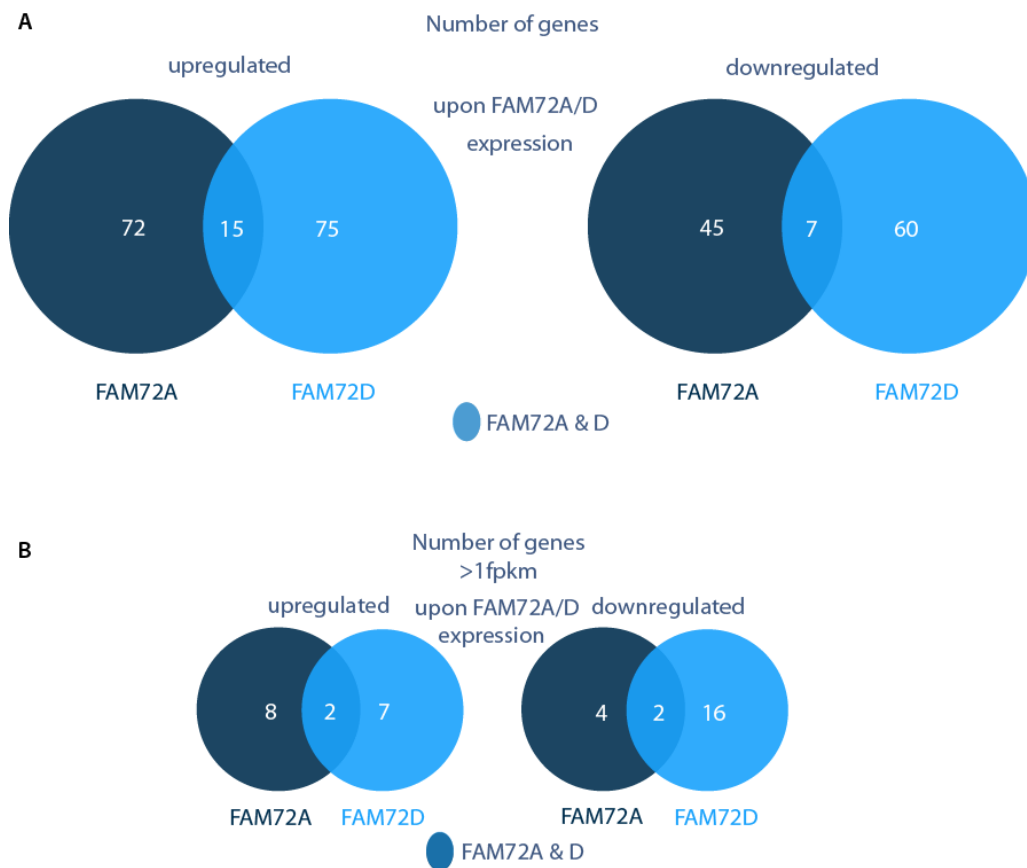 A
Number of genes
upregulated
downregulated
upon FAM72A/D
expression
72
15
75
45
7
60
FAM72A
FAM72D
FAM72A
FAM72D
FAM72A & D
B
Number of genes
>1fpkm
upregulated
upon FAM72A/D
downregulated
expression
8
2
7
4
2
16
FAM72A
FAM72D
FAM72A
FAM72D
FAM72A & D